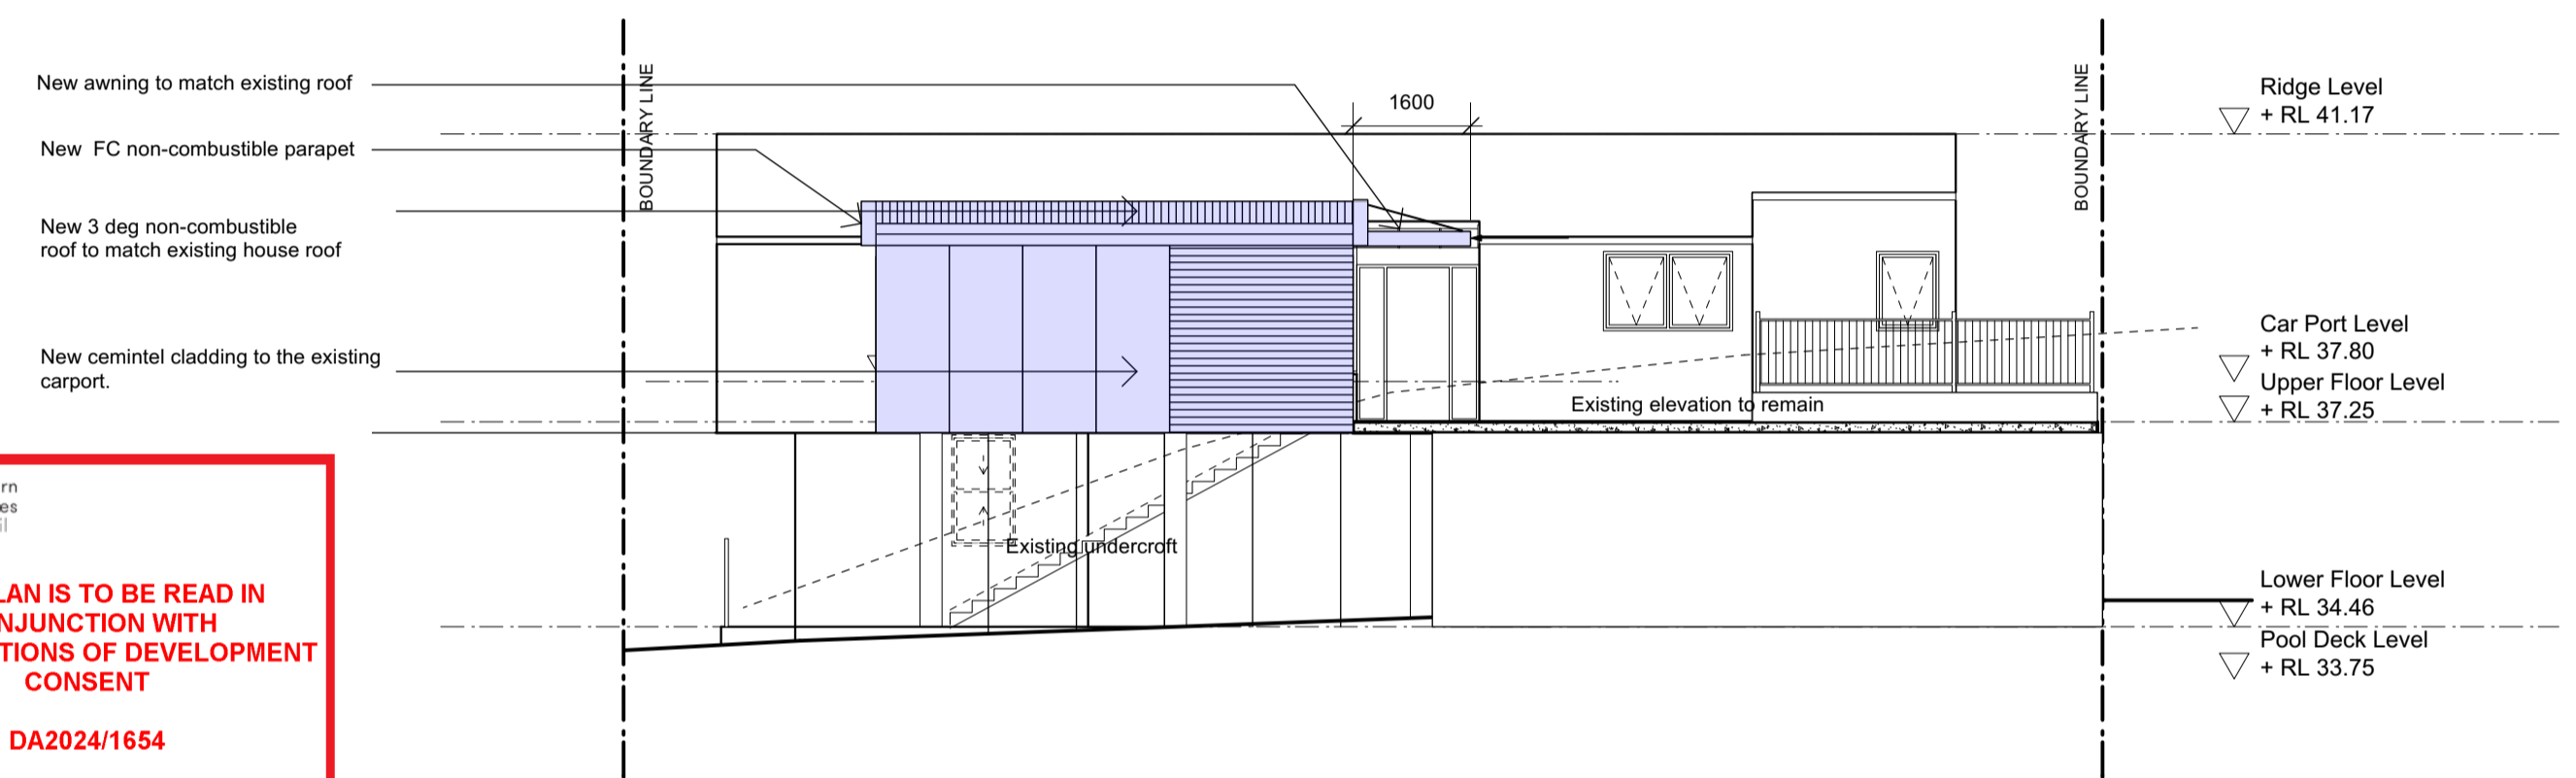 New awning to match existing roof
New FC non-combustible parapet
New 3 deg non-combustible
roof to match existing house roof
New cemintel cladding to the existing
carport.
BOUNDARY LINE
1600
BOUNDARY LINE
Ridge Level
+ RL 41.17
Car Port Level
+ RL 37.80
Upper Floor Level
+ RL 37.25
Existing elevation to remain
Existing undercroft
Lower Floor Level
+ RL 34.46
Pool Deck Level
+ RL 33.75
rn
es
il
LAN IS TO BE READ IN
NJUNCTION WITH
TIONS OF DEVELOPMENT
CONSENT
DA2024/1654